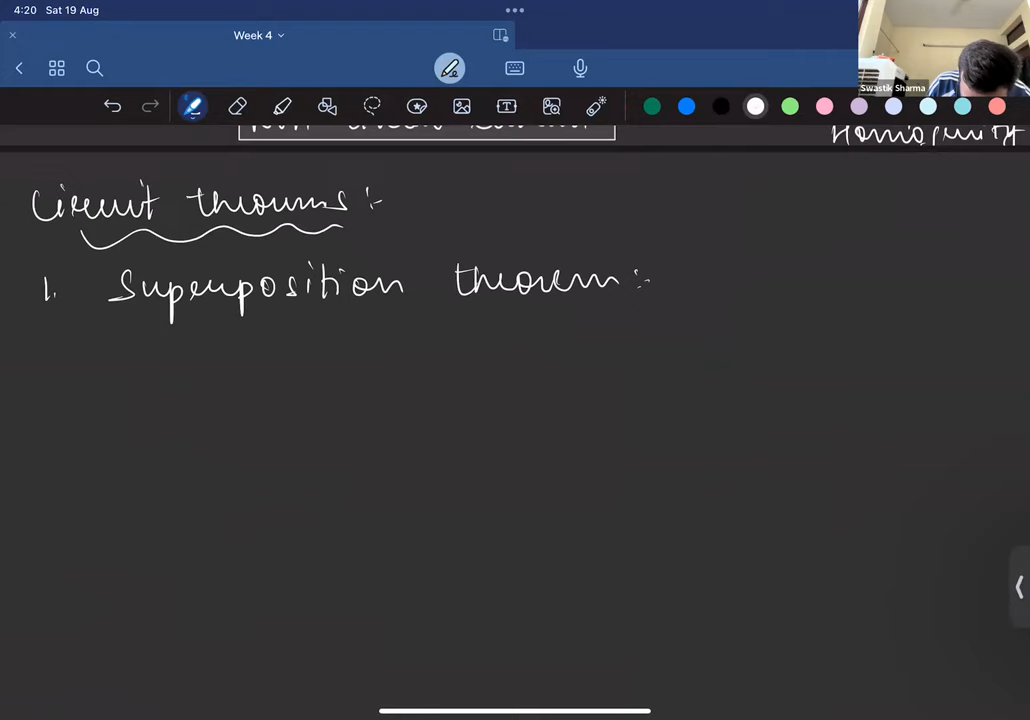 4:20 Sat 19 Aug
Week 4
Swastik Sharma
Circuit theorems :-
1. Superposition theorem :-